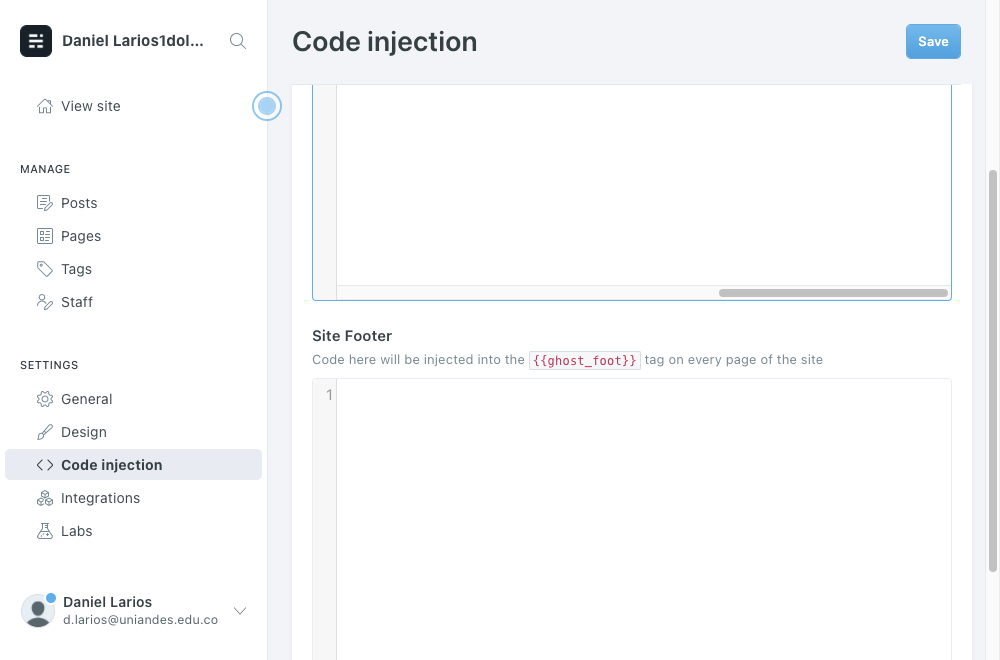 Daniel Larios1dol...
Code injection
Save
View site
MANAGE
Posts
Pages
Tags
Staff
Site Footer
Code here will be injected into the {{ghost_foot}} tag on every page of the site
1
SETTINGS
General
Design
Code injection
Integrations
Labs
Daniel Larios
d.larios@uniandes.edu.co